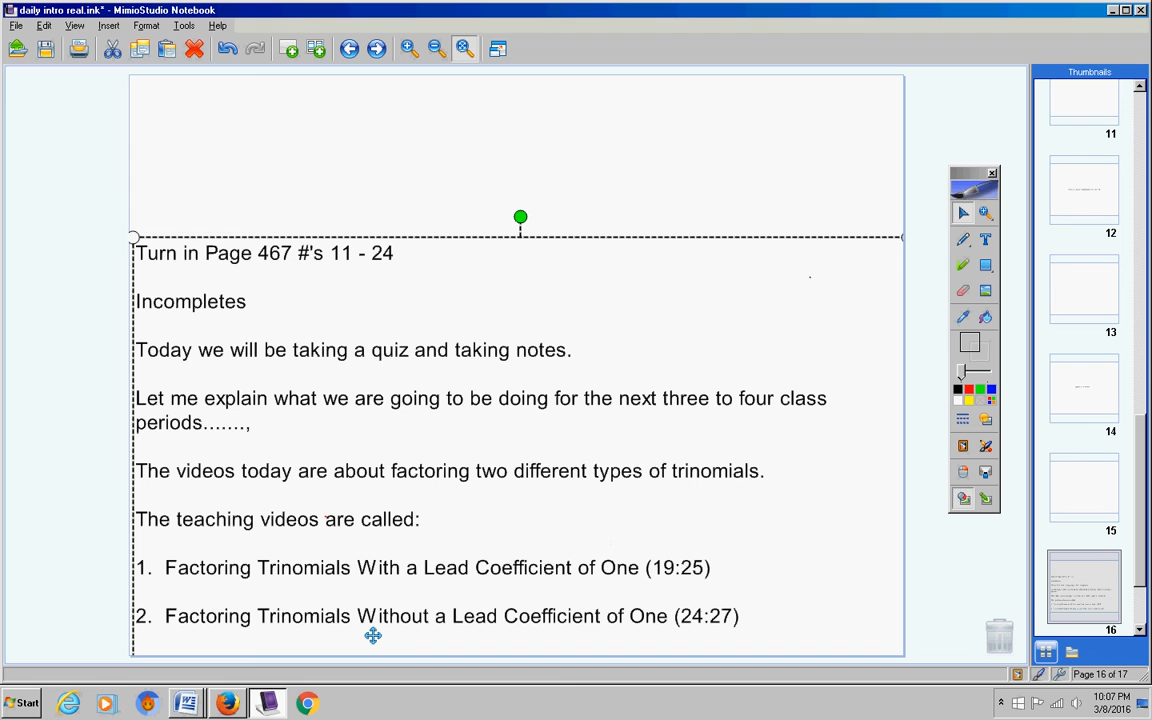 daily intro real.ink* - MimioStudio Notebook
File Edit View Insert Format Tools Help
Thumbnails
11
12
13
14
15
16
Turn in Page 467 #'s 11 - 24
Incompletes
Today we will be taking a quiz and taking notes.
Let me explain what we are going to be doing for the next three to four class
periods.......,
The videos today are about factoring two different types of trinomials.
The teaching videos are called:
1. Factoring Trinomials With a Lead Coefficient of One (19:25)
2. Factoring Trinomials Without a Lead Coefficient of One (24:27)
Page 16 of 17
Start
10:07 PM
3/8/2016